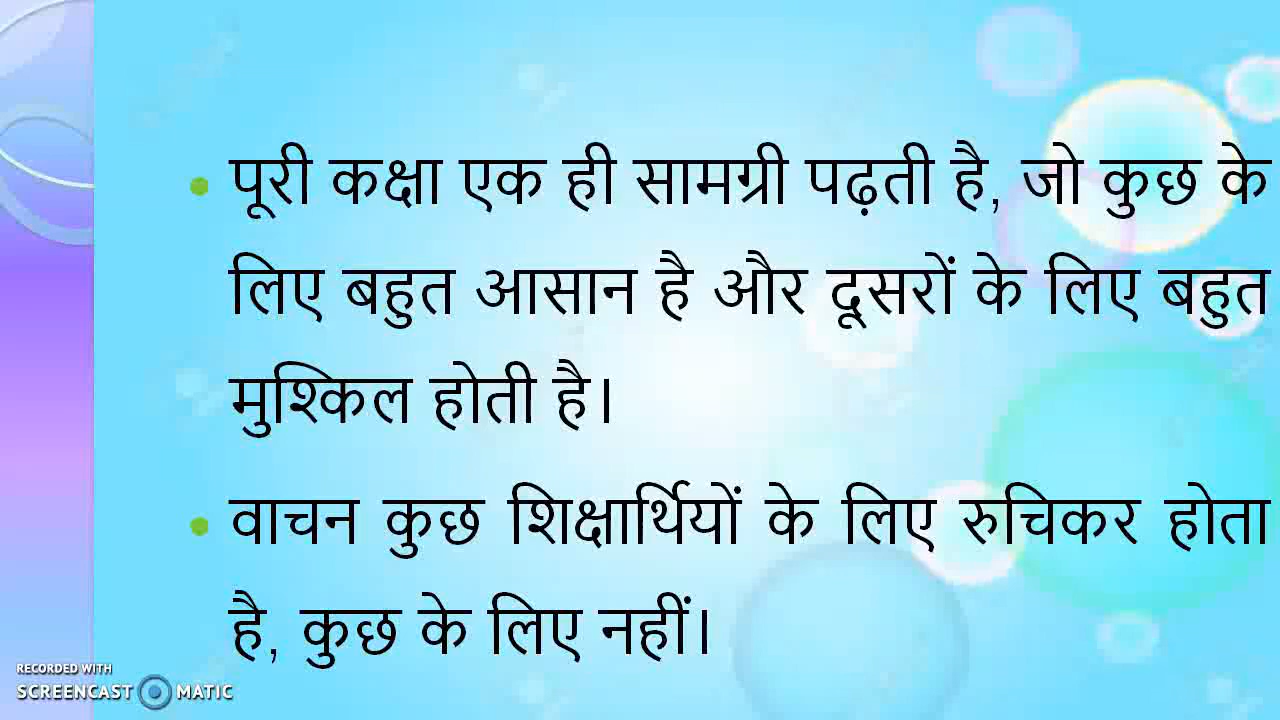 • पूरी कक्षा एक ही सामग्री पढ़ती है, जो कुछ के
लिए बहुत आसान है और दूसरों के लिए बहुत
मुश्किल होती है।
• वाचन कुछ शिक्षार्थियों के लिए रुचिकर होता
है, कुछ के लिए नहीं।
RECORDED WITH
SCREENCAST MATIC